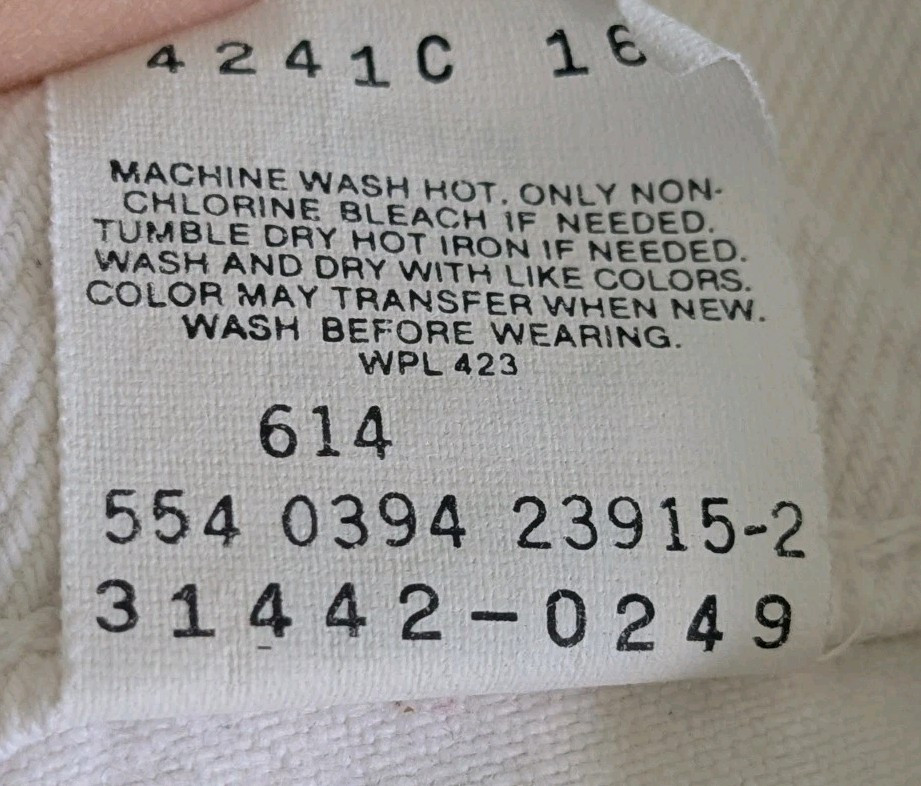 4241C 16
MACHINE WASH HOT. ONLY NON-
CHLORINE BLEACH IF NEEDED.
TUMBLE DRY HOT IRON IF NEEDED.
WASH AND DRY WITH LIKE COLORS.
COLOR MAY TRANSFER WHEN NEW.
WASH BEFORE WEARING.
WPL 423
614
554 0394 23915-2
31442-0249